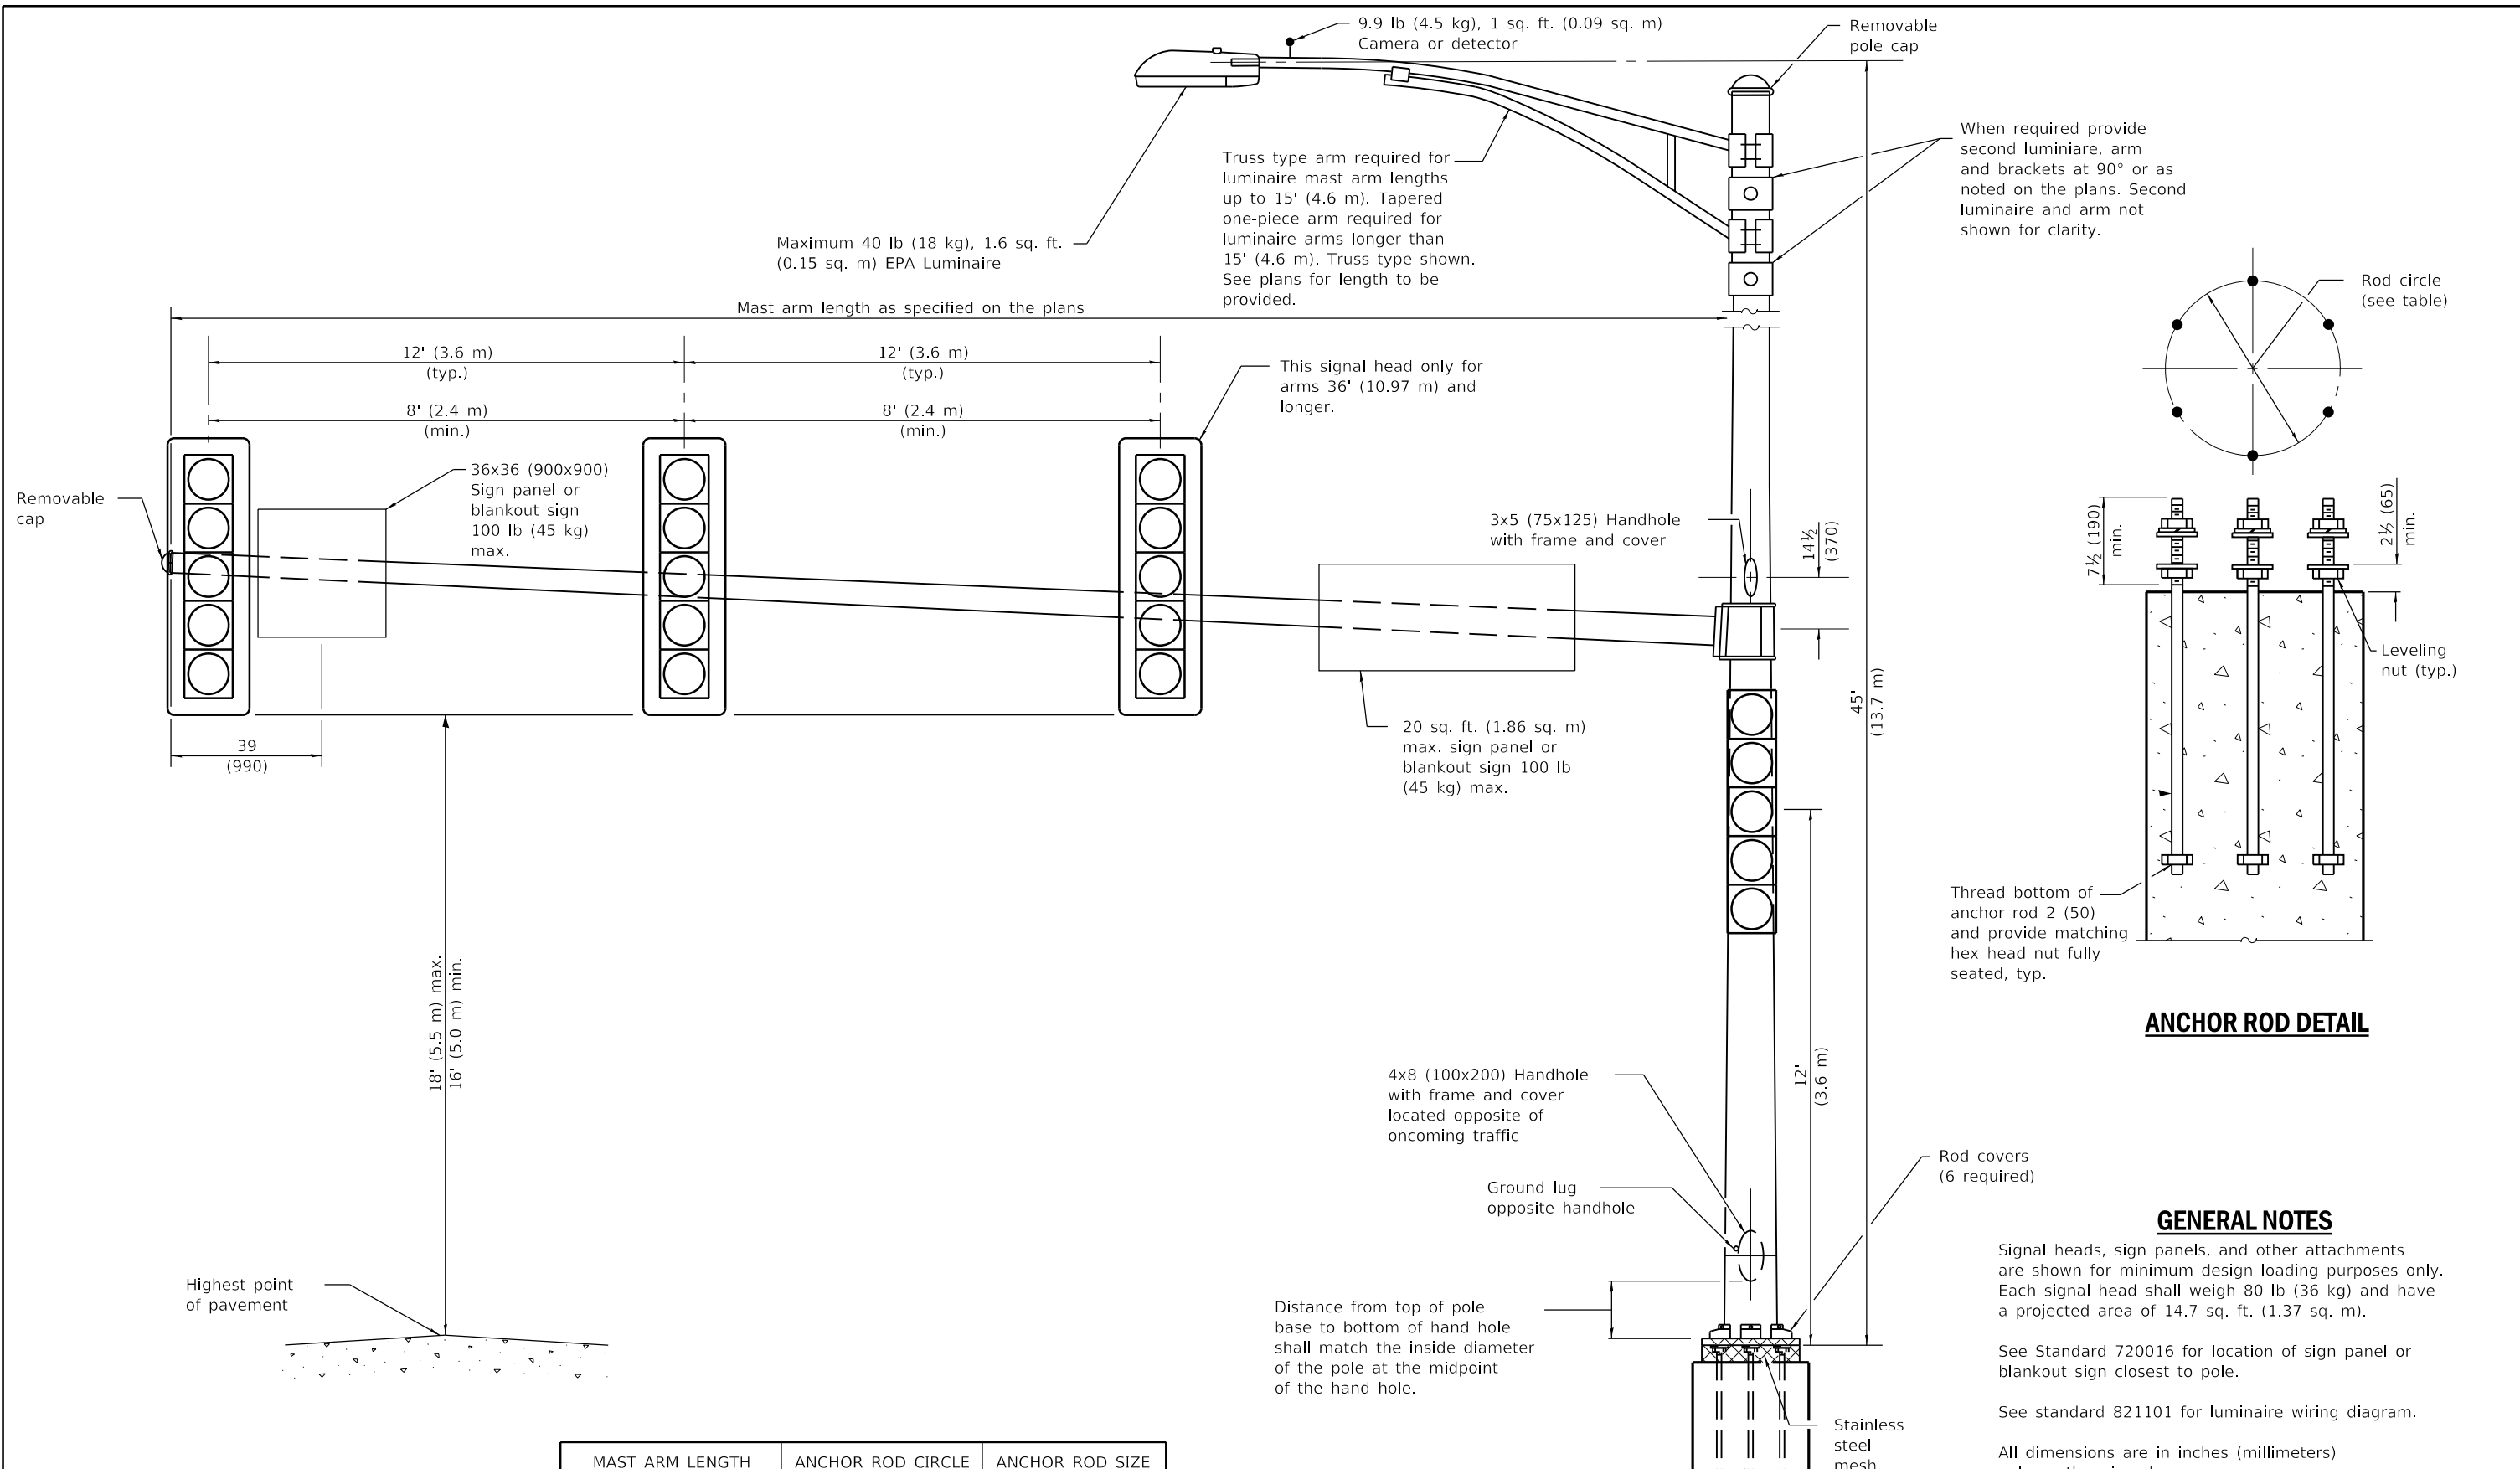 9.9 lb (4.5 kg), 1 sq. ft. (0.09 sq. m)
Camera or detector
Removable
pole cap
When required provide
second luminiare, arm
and brackets at 90° or as
noted on the plans. Second
luminaire and arm not
shown for clarity.
Truss type arm required for
luminaire mast arm lengths
up to 15' (4.6 m). Tapered
one-piece arm required for
luminaire arms longer than
15' (4.6 m). Truss type shown.
See plans for length to be
provided.
Maximum 40 lb (18 kg), 1.6 sq. ft.
(0.15 sq. m) EPA Luminaire
Mast arm length as specified on the plans
12' (3.6 m)
(typ.)
12' (3.6 m)
(typ.)
8' (2.4 m)
(min.)
8' (2.4 m)
(min.)
This signal head only for
arms 36' (10.97 m) and
longer.
Rod circle
(see table)
Removable
cap
36x36 (900x900)
Sign panel or
blankout sign
100 lb (45 kg)
max.
3x5 (75x125) Handhole
with frame and cover
14½
(370)
7½ (190)
min.
2½ (65)
min.
Leveling
nut (typ.)
39
(990)
20 sq. ft. (1.86 sq. m)
max. sign panel or
blankout sign 100 lb
(45 kg) max.
45'
(13.7 m)
Thread bottom of
anchor rod 2 (50)
and provide matching
hex head nut fully
seated, typ.
ANCHOR ROD DETAIL
18' (5.5 m) max.
16' (5.0 m) min.
12'
(3.6 m)
4x8 (100x200) Handhole
with frame and cover
located opposite of
oncoming traffic
Ground lug
opposite handhole
Rod covers
(6 required)
Highest point
of pavement
Distance from top of pole
base to bottom of hand hole
shall match the inside diameter
of the pole at the midpoint
of the hand hole.
Stainless
steel
mesh
GENERAL NOTES
Signal heads, sign panels, and other attachments
are shown for minimum design loading purposes only.
Each signal head shall weigh 80 lb (36 kg) and have
a projected area of 14.7 sq. ft. (1.37 sq. m).
See Standard 720016 for location of sign panel or
blankout sign closest to pole.
See standard 821101 for luminaire wiring diagram.
All dimensions are in inches (millimeters)
MAST ARM LENGTH
ANCHOR ROD CIRCLE
ANCHOR ROD SIZE